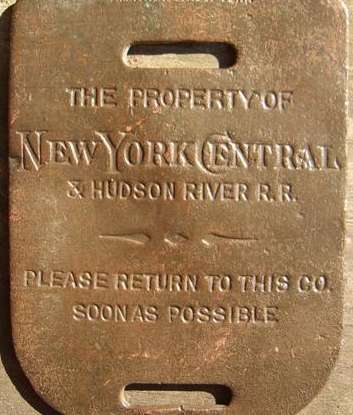 THE PROPERTY OF
NEW YORK CENTRAL
& HUDSON RIVER R.R.
PLEASE RETURN TO THIS CO.
SOON AS POSSIBLE